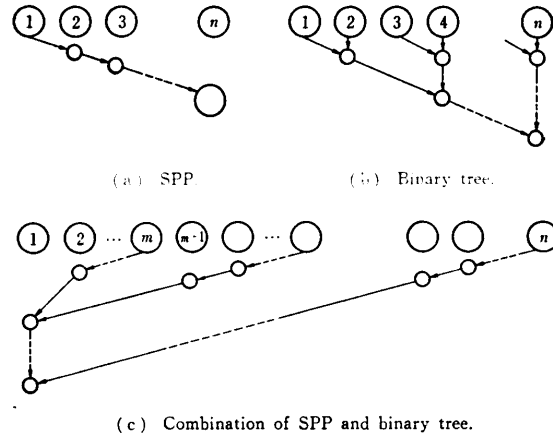 1 2 3 n
1 2 3 4 n
(a) SPP.
(b) Binary tree.
1 2 ... m m-1 ... n
(c) Combination of SPP and binary tree.